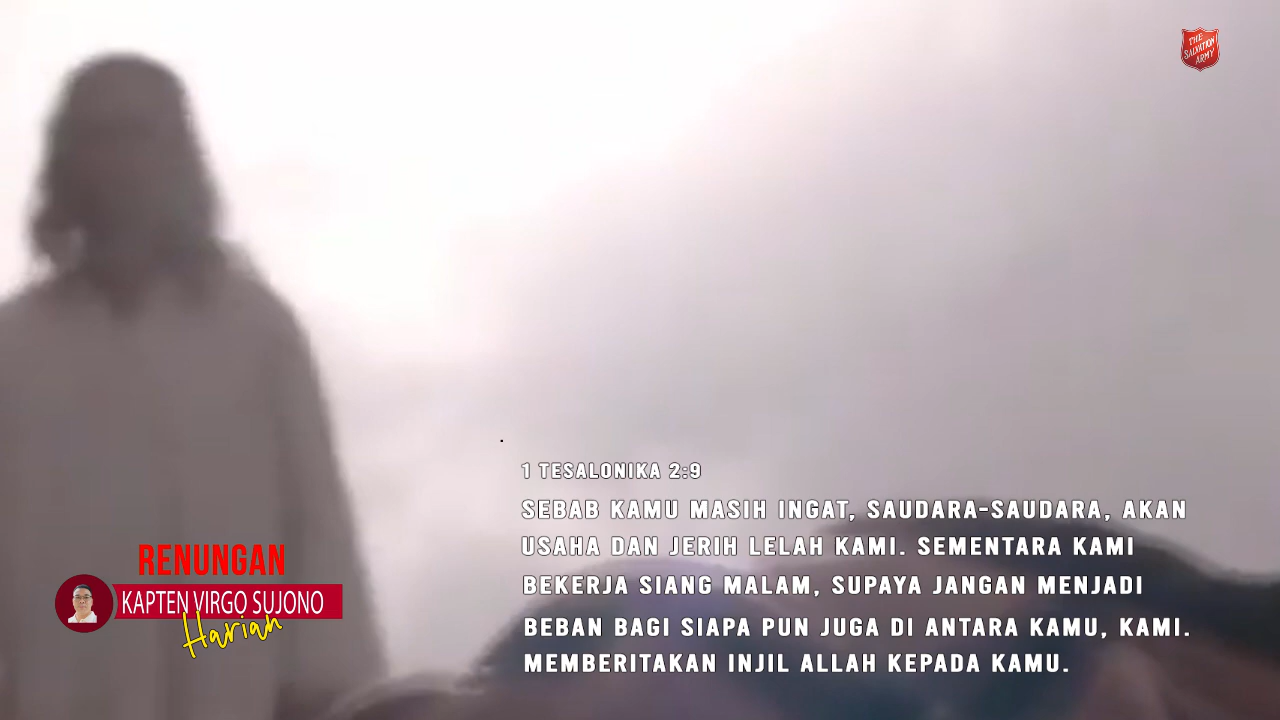 THE
SALVATION
ARMY
1 TESALONIKA 2:9
SEBAB KAMU MASIH INGAT, SAUDARA-SAUDARA, AKAN
USAHA DAN JERIH LELAH KAMI. SEMENTARA KAMI
BEKERJA SIANG MALAM, SUPAYA JANGAN MENJADI
BEBAN BAGI SIAPA PUN JUGA DI ANTARA KAMU, KAMI.
MEMBERITAKAN INJIL ALLAH KEPADA KAMU.
RENUNGAN
KAPTEN VIRGO SUJONO
Harian